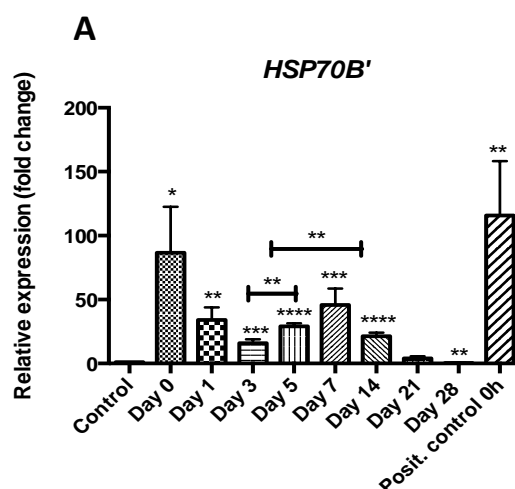 A
HSP70B'
Relative expression (fold change)
200
150
100
50
0
*
**
***
****
***
****
**
**
**
**
Control
Day 0
Day 1
Day 3
Day 5
Day 7
Day 14
Day 21
Day 28
Posit. control 0h